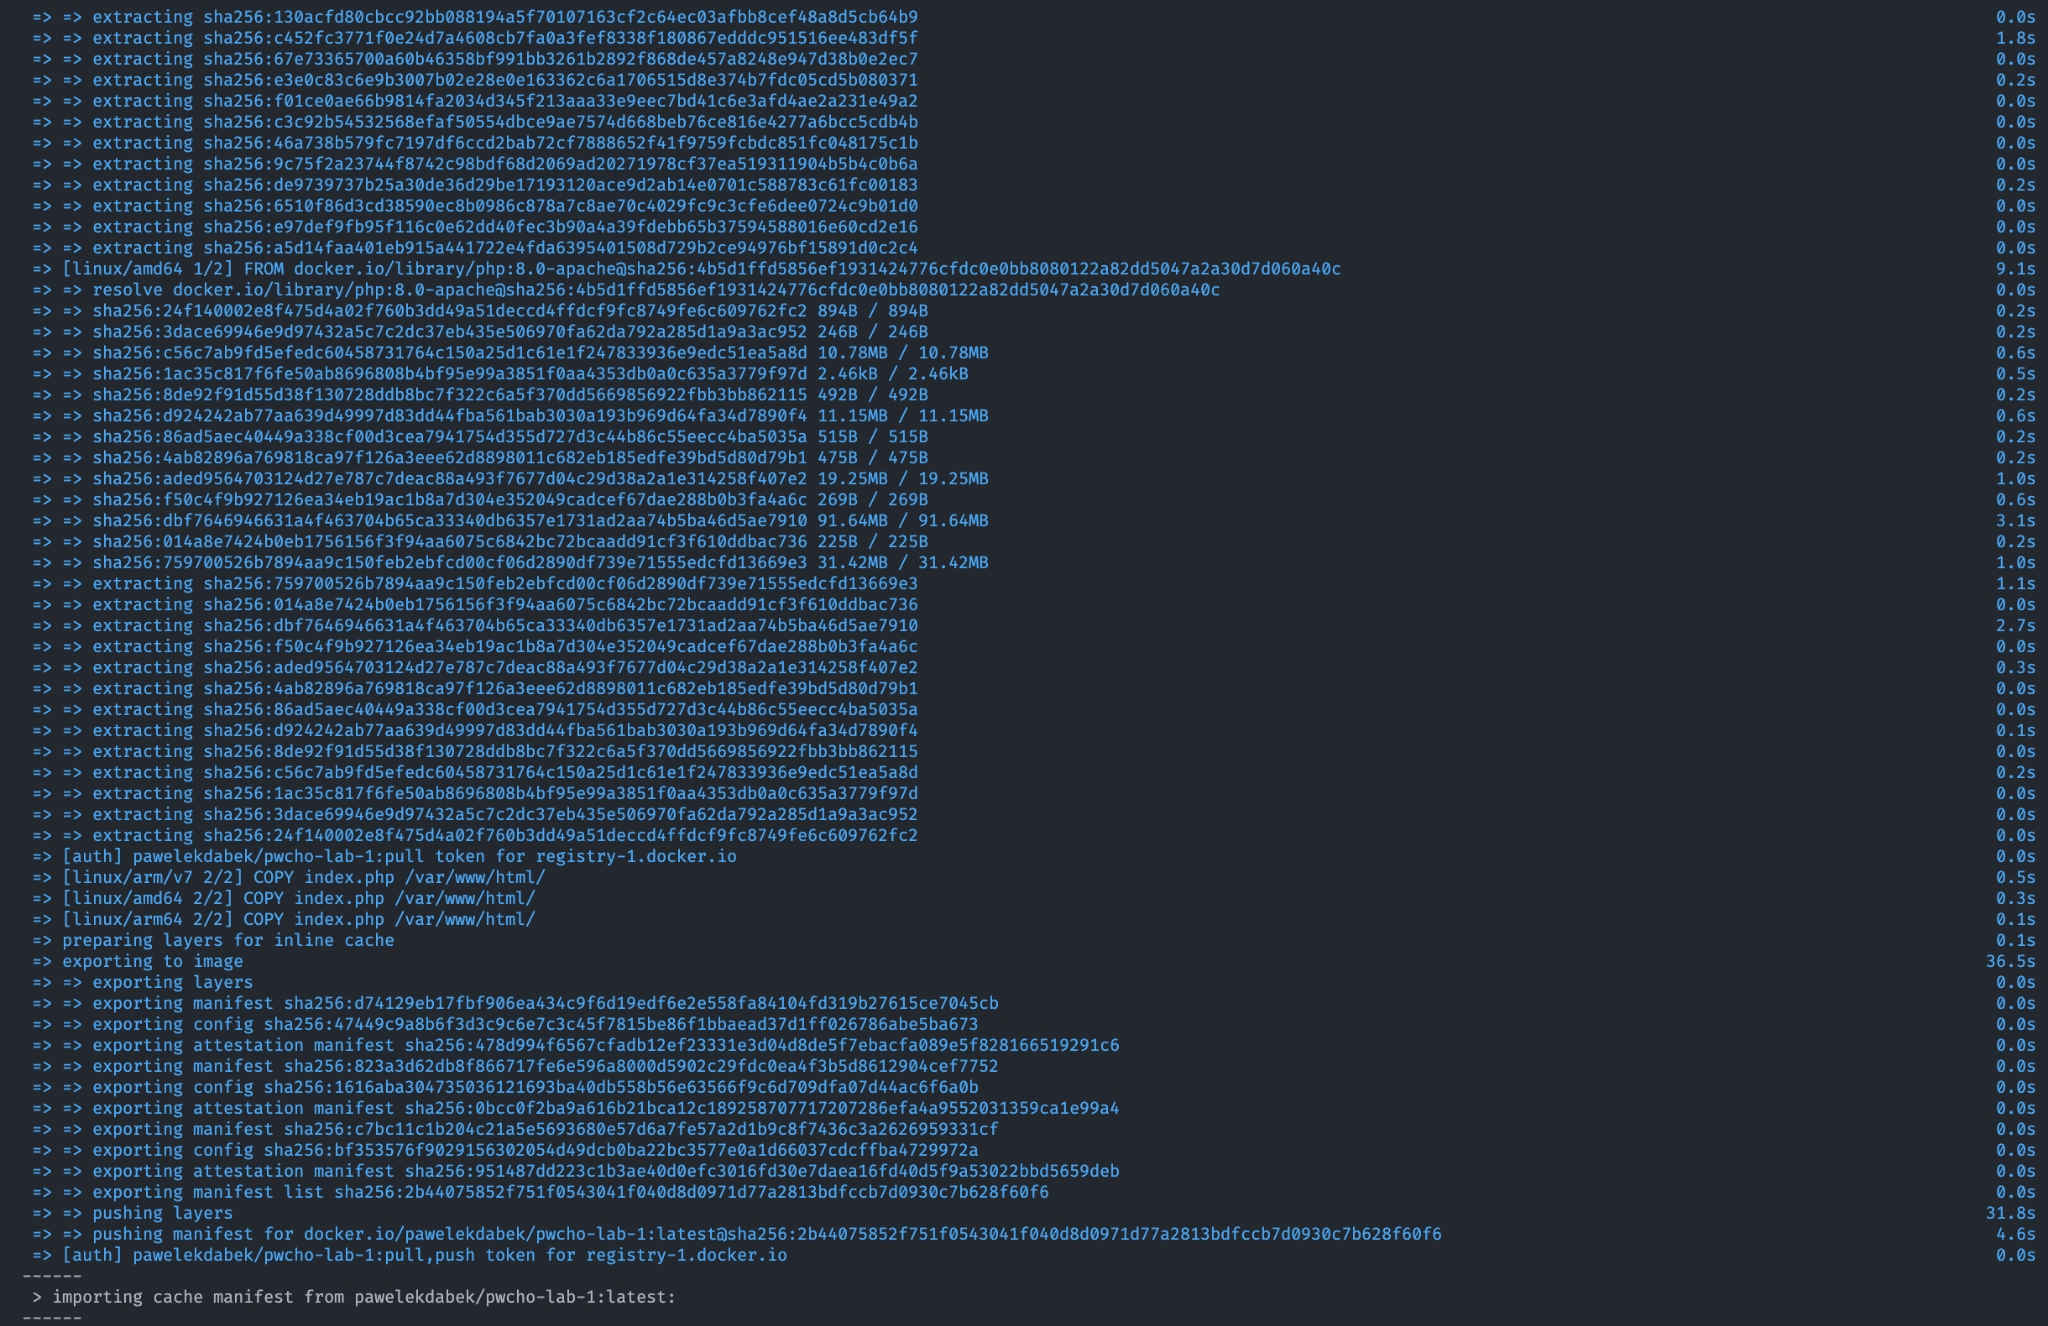 => => extracting sha256:130acfd80cbcc92bb088194a5f70107163cf2c64ec03afbb8cef48a8d5cb64b9 0.0s
=> => extracting sha256:c452fc3771f0e24d7a4608cb7fa0a3fef8338f180867edddc951516ee483df5f 1.8s
=> => extracting sha256:67e73365700a60b46358bf991bb3261b2892f868de457a8248e947d38b0e2ec7 0.0s
=> => extracting sha256:e3e0c83c6e9b3007b02e28e0e163362c6a1706515d8e374b7fdc05cd5b080371 0.2s
=> => extracting sha256:f01ce0ae66b9814fa2034d345f213aaa33e9eec7bd41c6e3afd4ae2a231e49a2 0.0s
=> => extracting sha256:c3c92b54532568efaf50554dbce9ae7574d668beb76ce816e4277a6bcc5cdb4b 0.0s
=> => extracting sha256:46a738b579fc7197df6ccd2bab72cf7888652f41f9759fcbdc851fc048175c1b 0.0s
=> => extracting sha256:9c75f2a23744f8742c98bdf68d2069ad20271978cf37ea519311904b5b4c0b6a 0.0s
=> => extracting sha256:de9739737b25a30de36d29be17193120ace9d2ab14e0701c588783c61fc00183 0.2s
=> => extracting sha256:6510f86d3cd38590ec8b0986c878a7c8ae70c4029fc9c3cfe6dee0724c9b01d0 0.0s
=> => extracting sha256:e97def9fb95f116c0e62dd40fec3b90a4a39fdebb65b37594588016e60cd2e16 0.0s
=> => extracting sha256:a5d14faa401eb915a441722e4fda6395401508d729b2ce94976bf15891d0c2c4 0.0s
=> [linux/amd64 1/2] FROM docker.io/library/php:8.0-apache@sha256:4b5d1ffd5856ef1931424776cfdc0e0bb8080122a82dd5047a2a30d7d060a40c 9.1s
=> => resolve docker.io/library/php:8.0-apache@sha256:4b5d1ffd5856ef1931424776cfdc0e0bb8080122a82dd5047a2a30d7d060a40c 0.0s
=> => sha256:24f140002e8f475d4a02f760b3dd49a51deccd4ffdcf9fc8749fe6c609762fc2 894B / 894B 0.2s
=> => sha256:3dace69946e9d97432a5c7c2dc37eb435e506970fa62da792a285d1a9a3ac952 246B / 246B 0.2s
=> => sha256:c56c7ab9fd5efedc60458731764c150a25d1c61e1f247833936e9edc51ea5a8d 10.78MB / 10.78MB 0.6s
=> => sha256:1ac35c817f6fe50ab8696808b4bf95e99a3851f0aa4353db0a0c635a3779f97d 2.46kB / 2.46kB 0.5s
=> => sha256:8de92f91d55d38f130728ddb8bc7f322c6a5f370dd5669856922fbb3bb862115 492B / 492B 0.2s
=> => sha256:d924242ab77aa639d49997d83dd44fba561bab3030a193b969d64fa34d7890f4 11.15MB / 11.15MB 0.6s
=> => sha256:86ad5aec40449a338cf00d3cea7941754d355d727d3c44b86c55eecc4ba5035a 515B / 515B 0.2s
=> => sha256:4ab82896a769818ca97f126a3eee62d8898011c682eb185edfe39bd5d80d79b1 475B / 475B 0.2s
=> => sha256:aded9564703124d27e787c7deac88a493f7677d04c29d38a2a1e314258f407e2 19.25MB / 19.25MB 1.0s
=> => sha256:f50c4f9b927126ea34eb19ac1b8a7d304e352049cadcef67dae288b0b3fa4a6c 269B / 269B 0.6s
=> => sha256:dbf7646946631a4f463704b65ca33340db6357e1731ad2aa74b5ba46d5ae7910 91.64MB / 91.64MB 3.1s
=> => sha256:014a8e7424b0eb1756156f3f94aa6075c6842bc72bcaadd91cf3f610ddbac736 225B / 225B 0.2s
=> => sha256:759700526b7894aa9c150feb2ebfcd00cf06d2890df739e71555edcfd13669e3 31.42MB / 31.42MB 1.0s
=> => extracting sha256:759700526b7894aa9c150feb2ebfcd00cf06d2890df739e71555edcfd13669e3 1.1s
=> => extracting sha256:014a8e7424b0eb1756156f3f94aa6075c6842bc72bcaadd91cf3f610ddbac736 0.0s
=> => extracting sha256:dbf7646946631a4f463704b65ca33340db6357e1731ad2aa74b5ba46d5ae7910 2.7s
=> => extracting sha256:f50c4f9b927126ea34eb19ac1b8a7d304e352049cadcef67dae288b0b3fa4a6c 0.0s
=> => extracting sha256:aded9564703124d27e787c7deac88a493f7677d04c29d38a2a1e314258f407e2 0.3s
=> => extracting sha256:4ab82896a769818ca97f126a3eee62d8898011c682eb185edfe39bd5d80d79b1 0.0s
=> => extracting sha256:86ad5aec40449a338cf00d3cea7941754d355d727d3c44b86c55eecc4ba5035a 0.0s
=> => extracting sha256:d924242ab77aa639d49997d83dd44fba561bab3030a193b969d64fa34d7890f4 0.1s
=> => extracting sha256:8de92f91d55d38f130728ddb8bc7f322c6a5f370dd5669856922fbb3bb862115 0.0s
=> => extracting sha256:c56c7ab9fd5efedc60458731764c150a25d1c61e1f247833936e9edc51ea5a8d 0.2s
=> => extracting sha256:1ac35c817f6fe50ab8696808b4bf95e99a3851f0aa4353db0a0c635a3779f97d 0.0s
=> => extracting sha256:3dace69946e9d97432a5c7c2dc37eb435e506970fa62da792a285d1a9a3ac952 0.0s
=> => extracting sha256:24f140002e8f475d4a02f760b3dd49a51deccd4ffdcf9fc8749fe6c609762fc2 0.0s
=> [auth] pawelekdabek/pwcho-lab-1:pull token for registry-1.docker.io 0.0s
=> [linux/arm/v7 2/2] COPY index.php /var/www/html/ 0.5s
=> [linux/amd64 2/2] COPY index.php /var/www/html/ 0.3s
=> [linux/arm64 2/2] COPY index.php /var/www/html/ 0.1s
=> preparing layers for inline cache 0.1s
=> exporting to image 36.5s
=> => exporting layers 0.0s
=> => exporting manifest sha256:d74129eb17fbf906ea434c9f6d19edf6e2e558fa84104fd319b27615ce7045cb 0.0s
=> => exporting config sha256:47449c9a8b6f3d3c9c6e7c3c45f7815be86f1bbaead37d1ff026786abe5ba673 0.0s
=> => exporting attestation manifest sha256:478d994f6567cfadb12ef23331e3d04d8de5f7ebacfa089e5f828166519291c6 0.0s
=> => exporting manifest sha256:823a3d62db8f866717fe6e596a8000d5902c29fdc0ea4f3b5d8612904cef7752 0.0s
=> => exporting config sha256:1616aba304735036121693ba40db558b56e63566f9c6d709dfa07d44ac6f6a0b 0.0s
=> => exporting attestation manifest sha256:0bcc0f2ba9a616b21bca12c189258707717207286efa4a9552031359ca1e99a4 0.0s
=> => exporting manifest sha256:c7bc11c1b204c21a5e5693680e57d6a7fe57a2d1b9c8f7436c3a2626959331cf 0.0s
=> => exporting config sha256:bf353576f9029156302054d49dcb0ba22bc3577e0a1d66037cdcffba4729972a 0.0s
=> => exporting attestation manifest sha256:951487dd223c1b3ae40d0efc3016fd30e7daea16fd40d5f9a53022bbd5659deb 0.0s
=> => exporting manifest list sha256:2b44075852f751f0543041f040d8d0971d77a2813bdfccb7d0930c7b628f60f6 0.0s
=> => pushing layers 31.8s
=> => pushing manifest for docker.io/pawelekdabek/pwcho-lab-1:latest@sha256:2b44075852f751f0543041f040d8d0971d77a2813bdfccb7d0930c7b628f60f6 4.6s
=> [auth] pawelekdabek/pwcho-lab-1:pull,push token for registry-1.docker.io 0.0s
------
> importing cache manifest from pawelekdabek/pwcho-lab-1:latest:
------